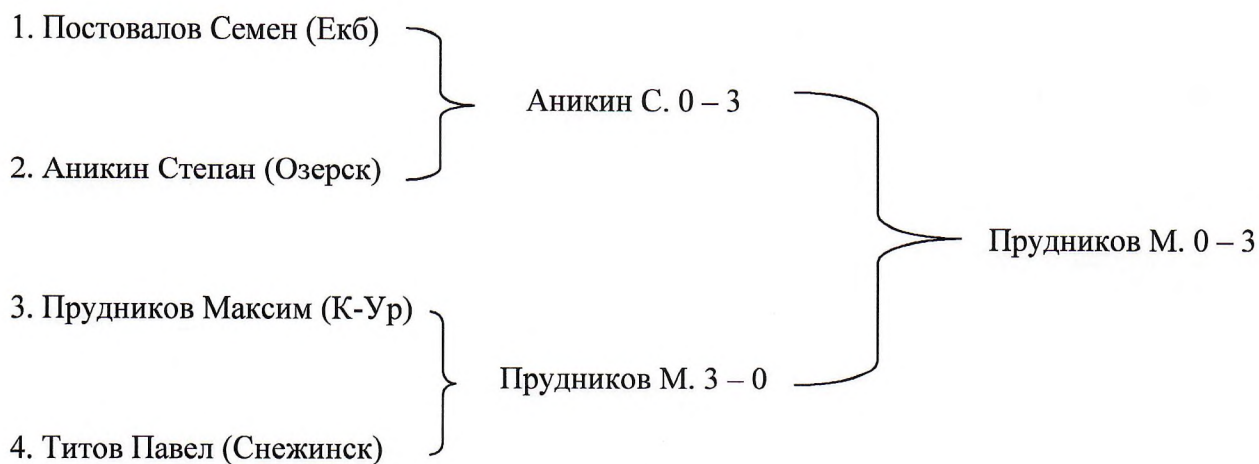 1. Постовалов Семен (Екб)
Аникин С. 0 – 3
2. Аникин Степан (Озерск)
Прудников М. 0 – 3
3. Прудников Максим (К-Ур)
Прудников М. 3 – 0
4. Титов Павел (Снежинск)